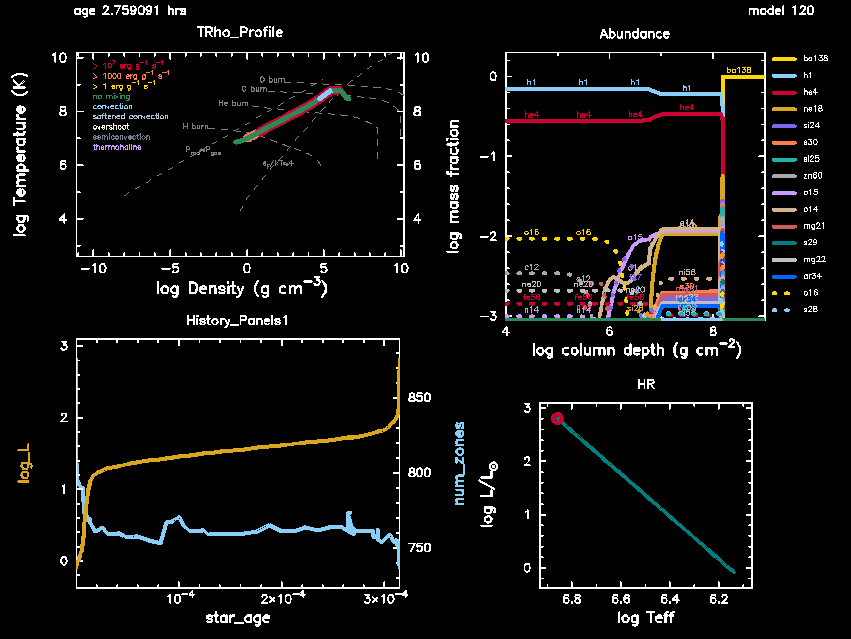 age 2.759091 hrs
model 120
TRho_Profile
> 10⁷ erg g⁻¹ s⁻¹
> 1000 erg g⁻¹ s⁻¹
> 1 erg g⁻¹ s⁻¹
no mixing
convection
softened convection
overshoot
semiconvection
thermohaline
O burn
C burn
He burn
H burn
log Temperature (K)
10
8
6
4
10
8
6
4
−10
−5
0
5
10
log Density (g cm⁻³)
Abundance
ba138
h1
h1
h1
h1
he4
he4
he4
he4
o16
o16
o15
c12
ne20
ne20
n14
ni56
log mass fraction
0
−1
−2
−3
4
6
8
log column depth (g cm⁻²)
ba138
h1
he4
ne18
si24
s30
si25
zn60
o15
o14
mg21
s29
mg22
ar34
o16
s28
History_Panels1
log_L
3
2
1
0
850
800
750
num_zones
10⁻⁴
2×10⁻⁴
3×10⁻⁴
star_age
HR
log L/L☉
3
2
1
0
6.8
6.6
6.4
6.2
log Teff